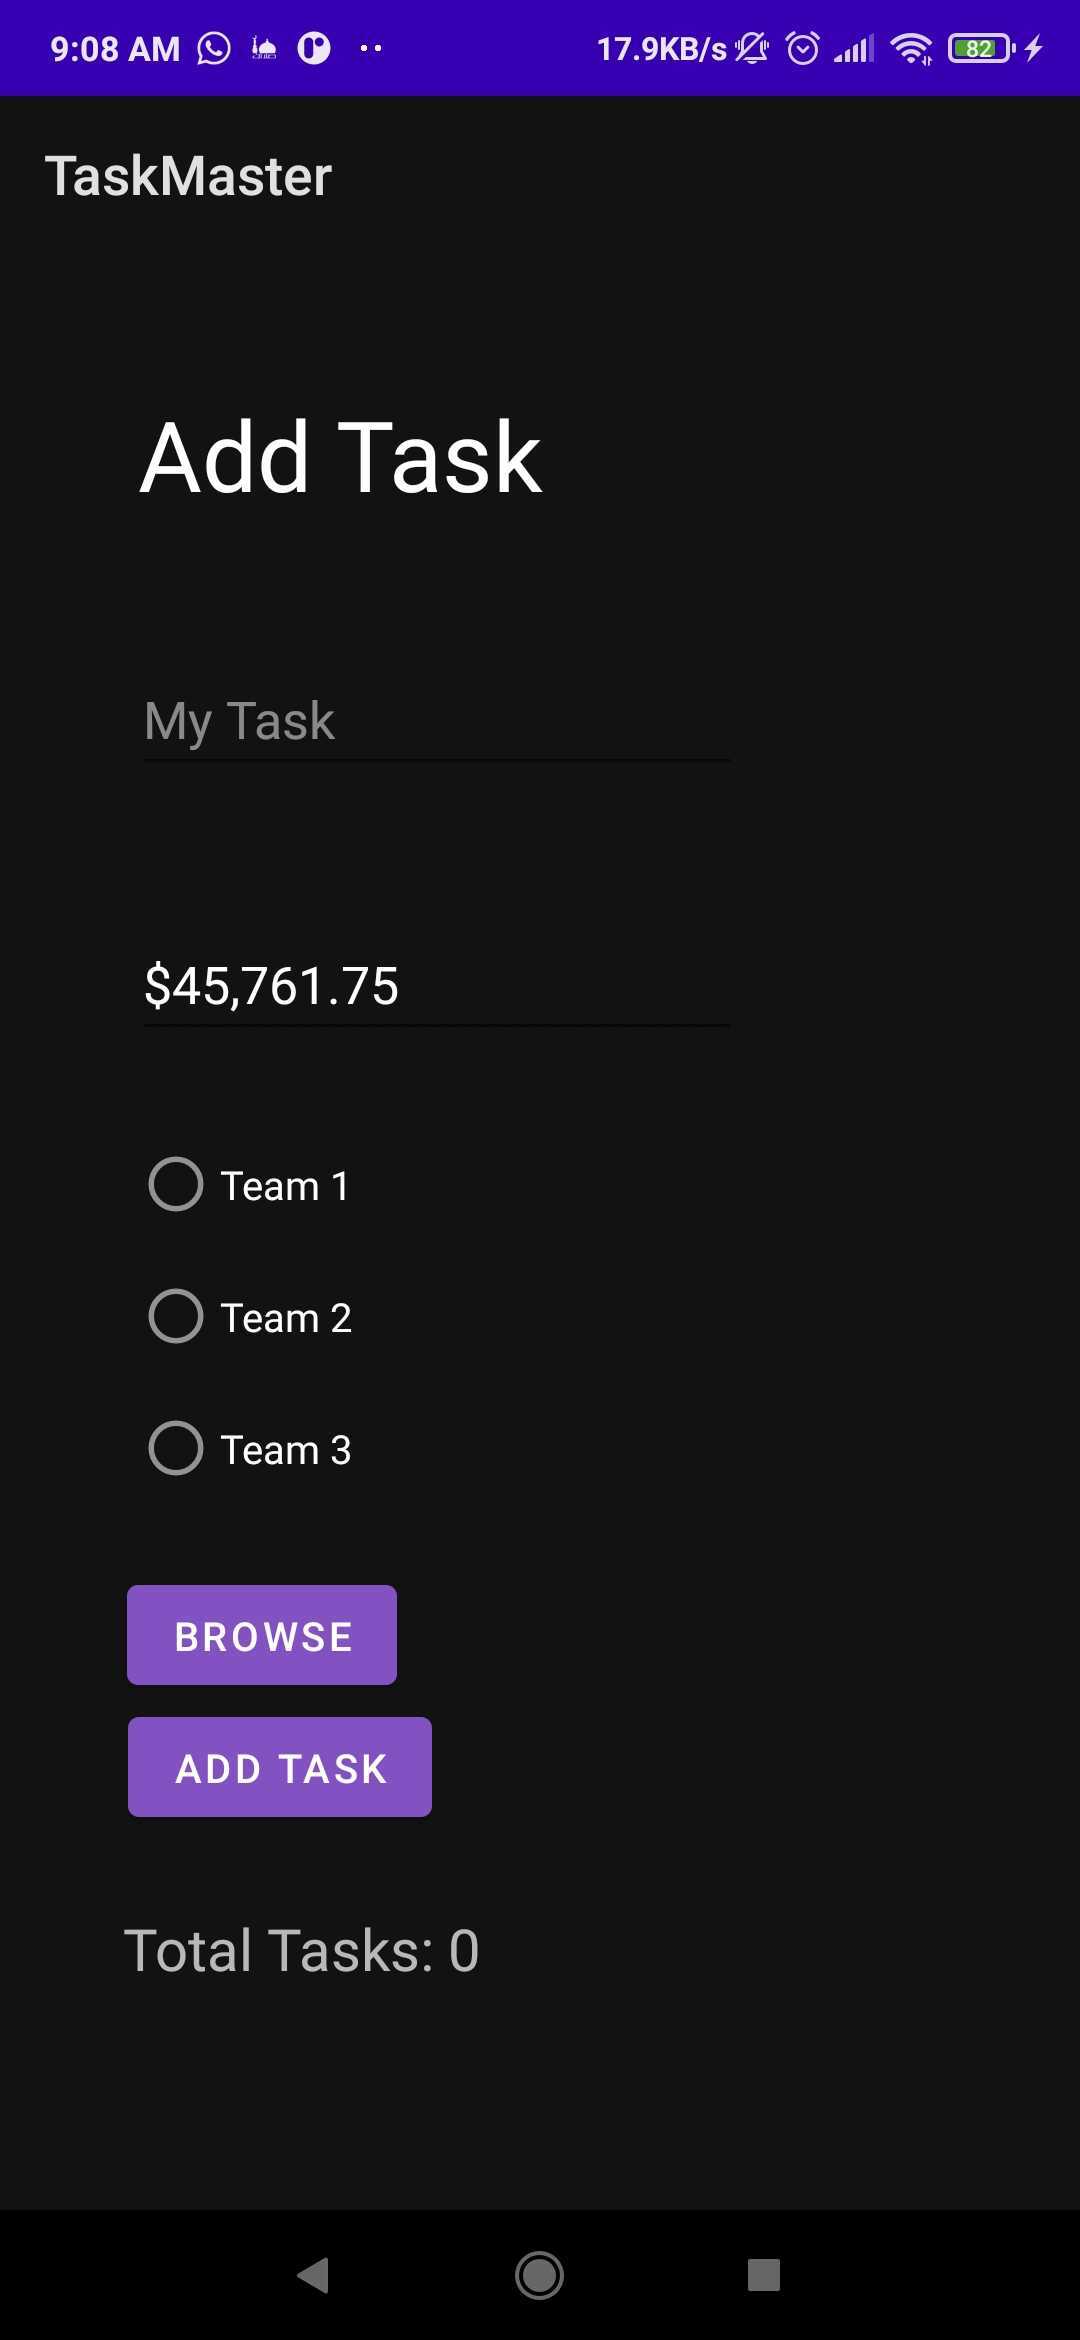 9:08 AM 17.9KB/s 82
TaskMaster
Add Task
My Task
$45,761.75
Team 1
Team 2
Team 3
BROWSE
ADD TASK
Total Tasks: 0